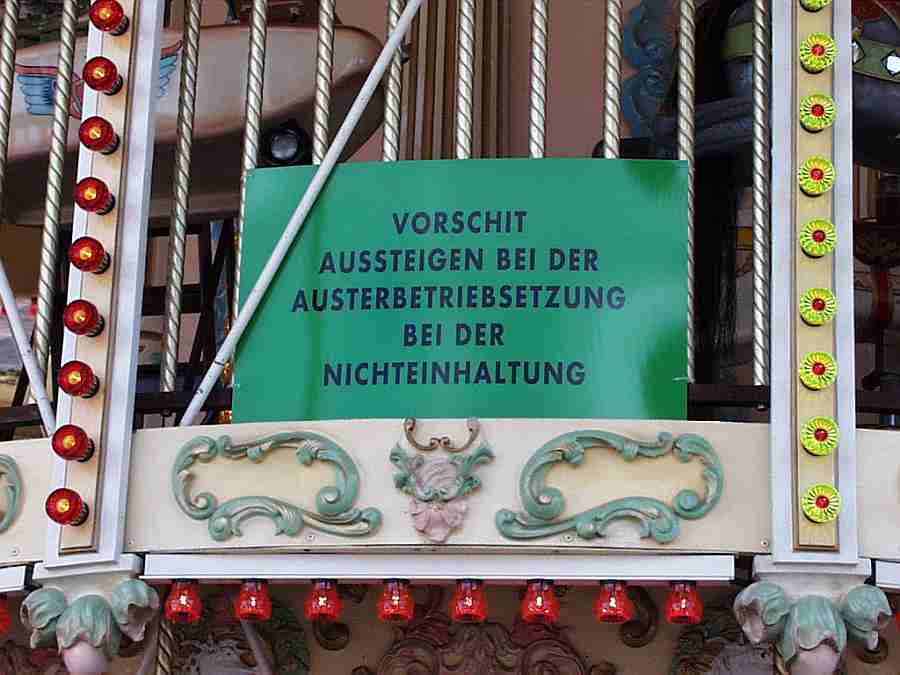 VORSCHIT
AUSSTEIGEN BEI DER
AUSTERBETRIEBSETZUNG
BEI DER
NICHTEINHALTUNG